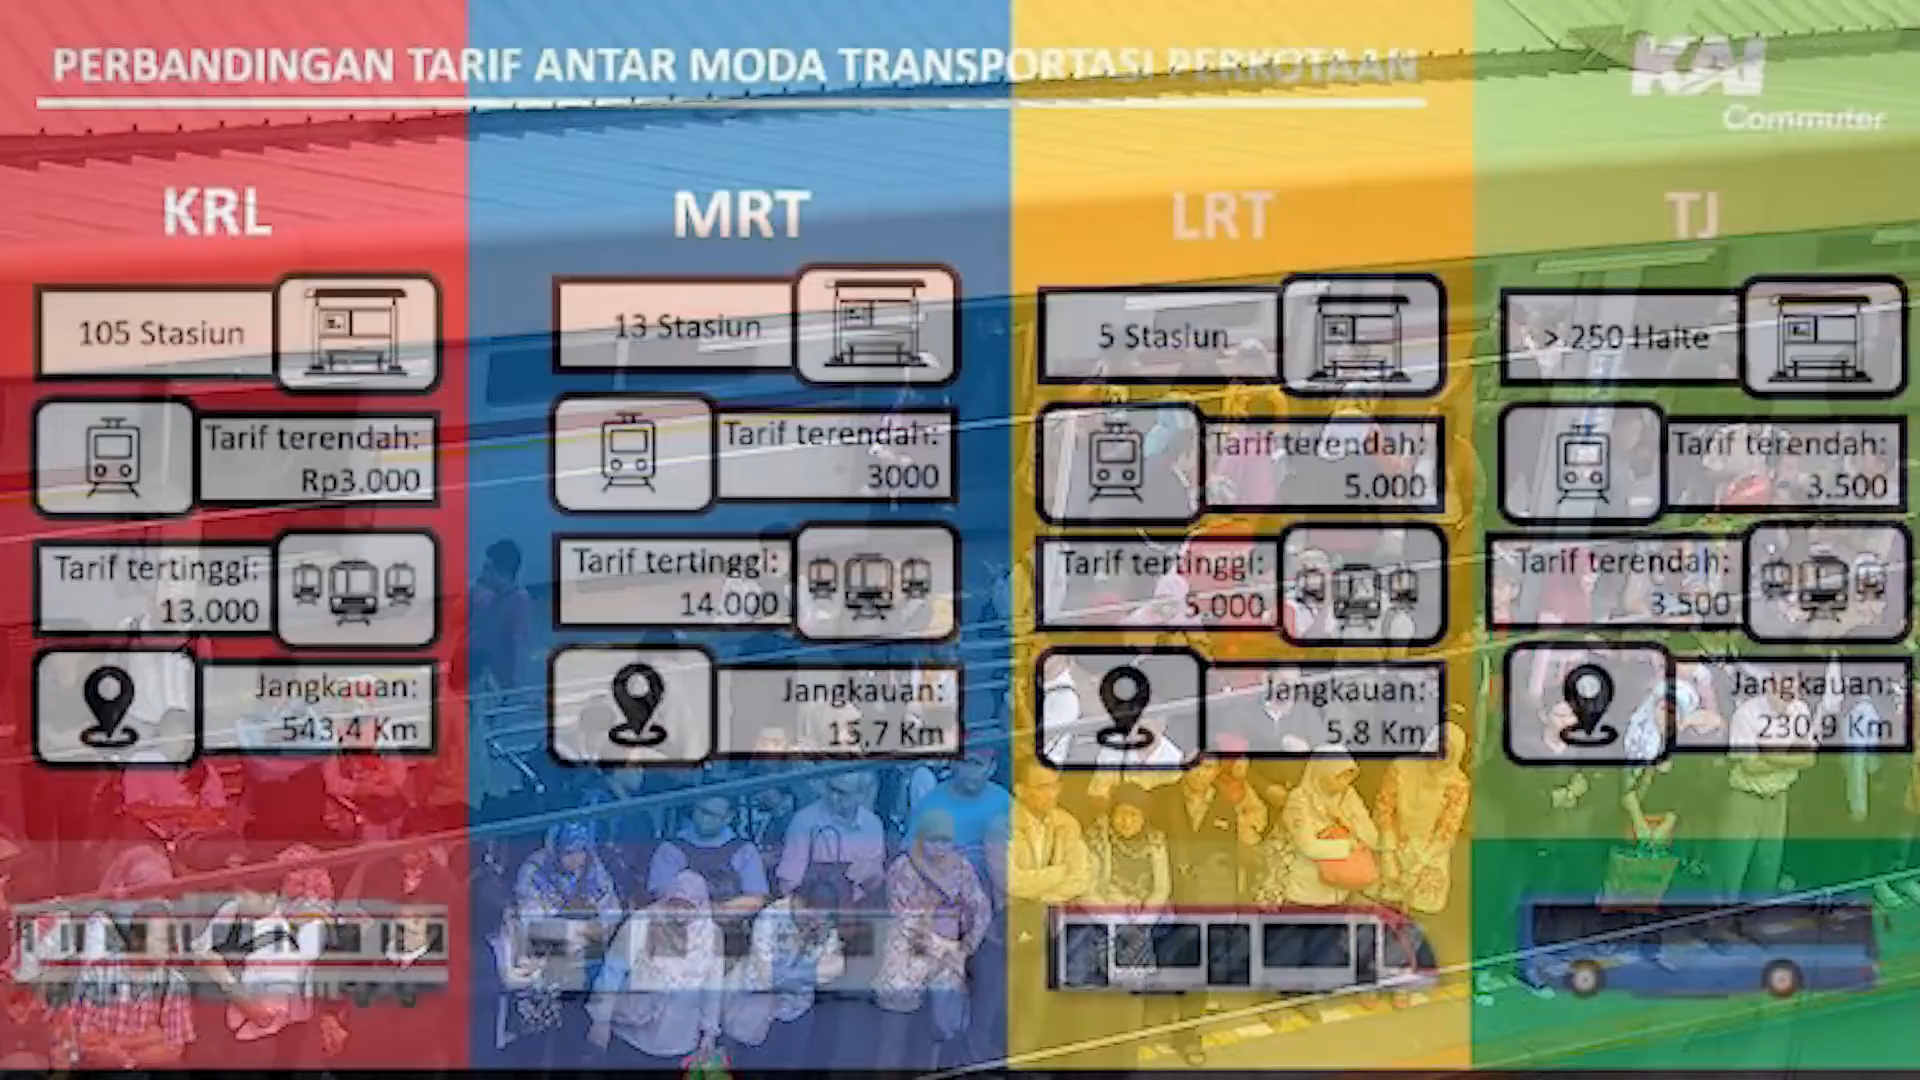 PERBANDINGAN TARIF ANTAR MODA TRANSPORTASI PERKOTAAN
KAI
Commuter
KRL
105 Stasiun
Tarif terendah:
Rp3.000
Tarif tertinggi:
13.000
Jangkauan:
543,4 Km
MRT
13 Stasiun
Tarif terendah:
3000
Tarif tertinggi:
14.000
Jangkauan:
15,7 Km
LRT
5 Stasiun
Tarif terendah:
5.000
Tarif tertinggi:
5.000
Jangkauan:
5,8 Km
TJ
> 250 Halte
Tarif terendah:
3.500
Tarif terendah:
3.500
Jangkauan:
230,9 Km